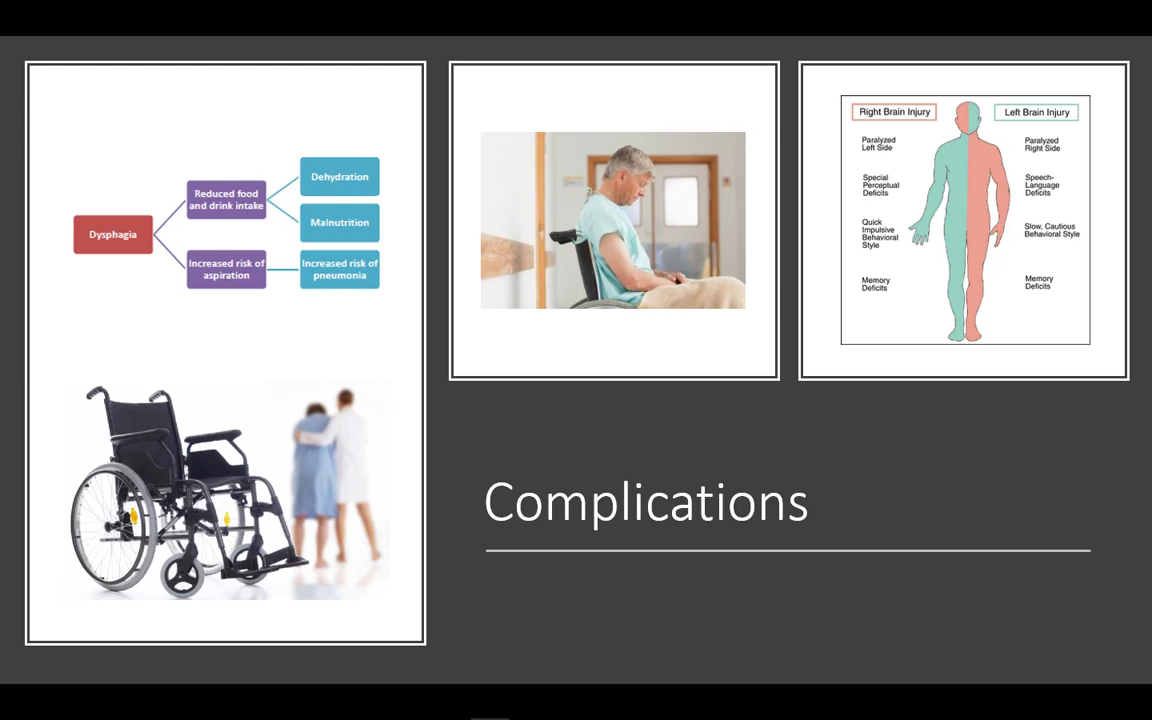 Dysphagia
Reduced food
and drink intake
Dehydration
Malnutrition
Increased risk of
aspiration
Increased risk of
pneumonia
Right Brain Injury
Left Brain Injury
Paralyzed
Left Side
Paralyzed
Right Side
Special
Perceptual
Deficits
Speech-
Language
Deficits
Quick
Impulsive
Behavioral
Style
Slow, Cautious
Behavioral Style
Memory
Deficits
Memory
Deficits
Complications